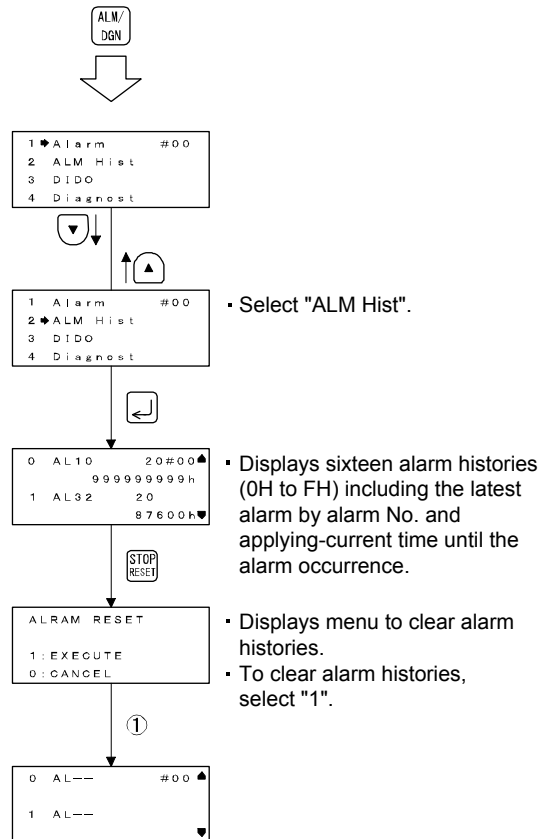 ALM/
DGN
1 Alarm #00
2 ALM Hist
3 DIDO
4 Diagnost
1 Alarm #00
2 ALM Hist
3 DIDO
4 Diagnost
▪ Select "ALM Hist".
0 AL10 20#00
999999999h
1 AL32 20
87600h
▪ Displays sixteen alarm histories
(0H to FH) including the latest
alarm by alarm No. and
applying-current time until the
alarm occurrence.
STOP
RESET
ALRAM RESET
1:EXECUTE
0:CANCEL
▪ Displays menu to clear alarm
histories.
▪ To clear alarm histories,
select "1".
①
0 AL−− #00
1 AL−−